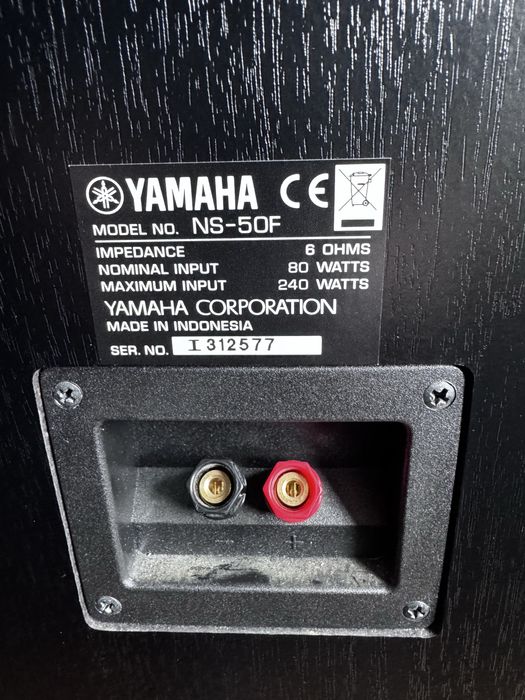 YAMAHA CE
MODEL NO. NS-50F
IMPEDANCE 6 OHMS
NOMINAL INPUT 80 WATTS
MAXIMUM INPUT 240 WATTS
YAMAHA CORPORATION
MADE IN INDONESIA
SER. NO. I 312577
- +